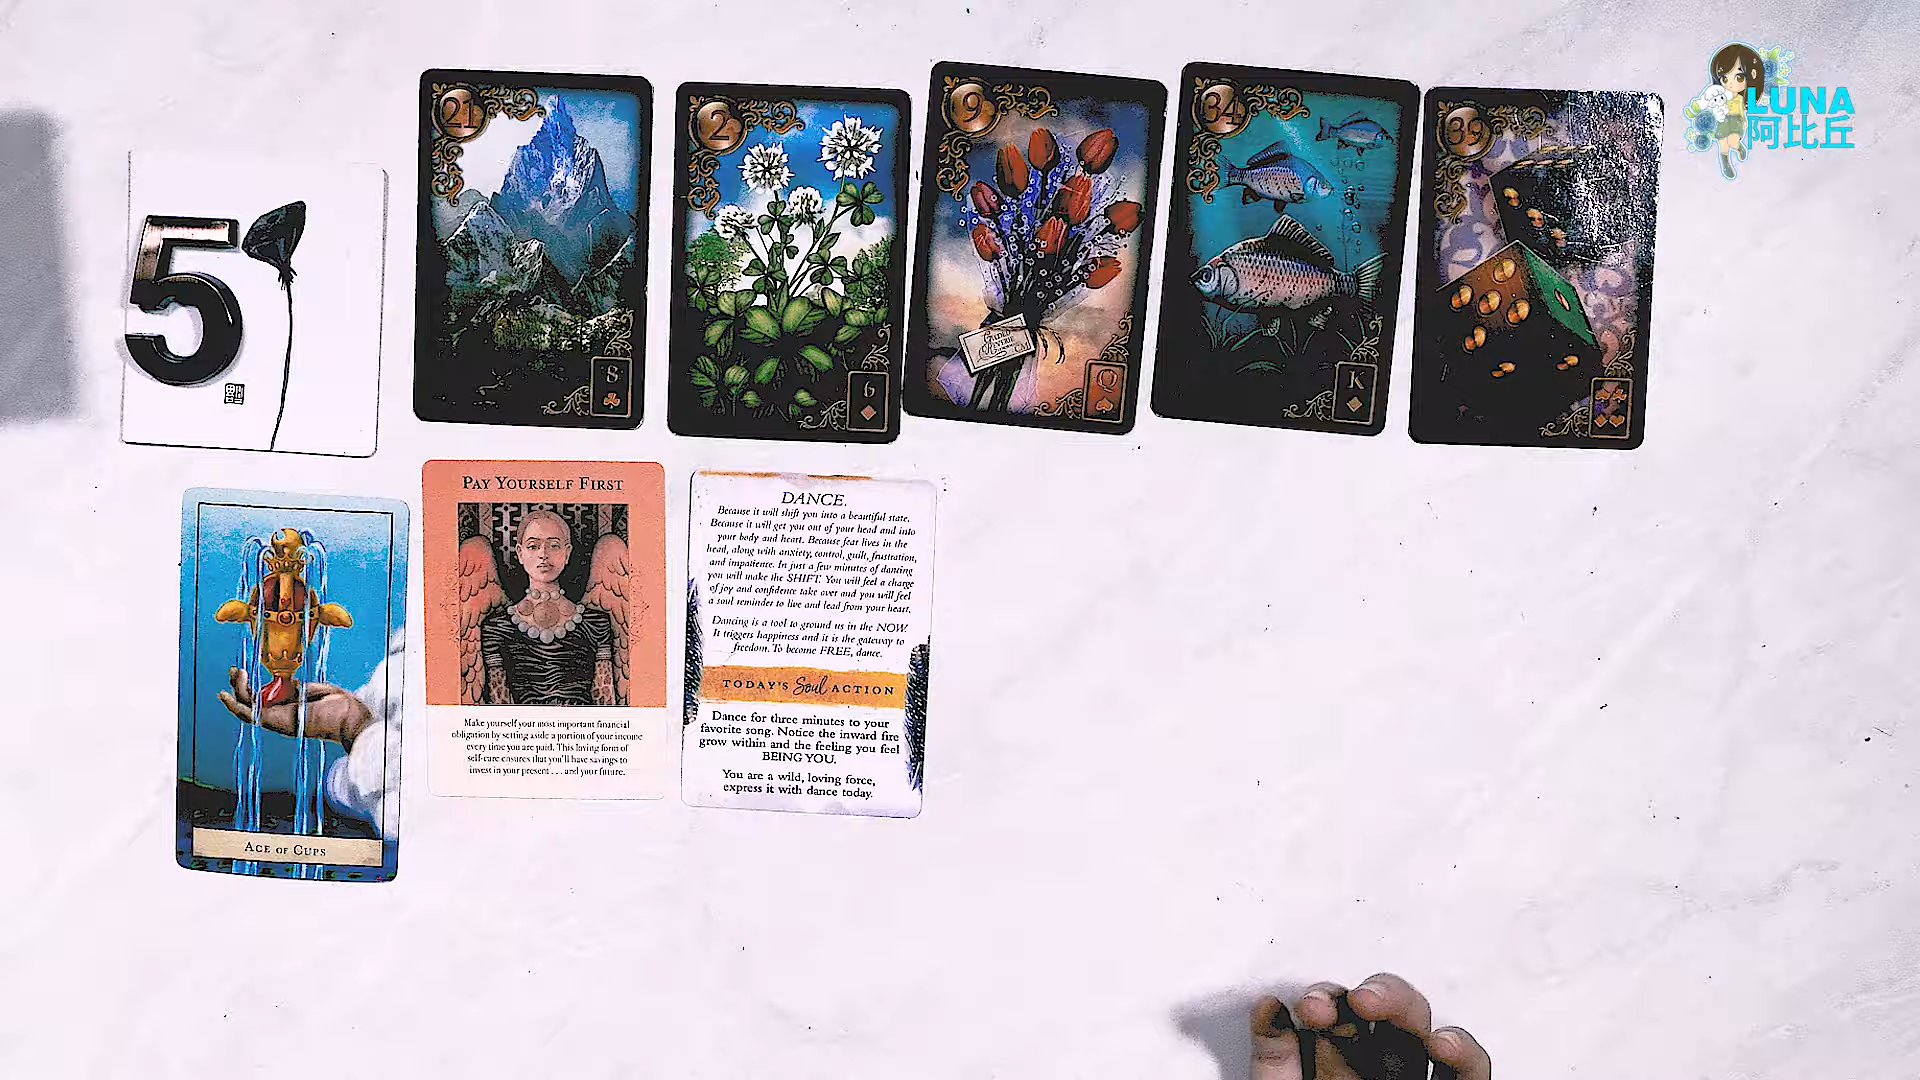 LUNA
阿比丘
5
21
8
2
6
9
GILDED
REVERIE
Q
34
K
39
PAY YOURSELF FIRST
Make yourself your most important financial
obligation by setting aside a portion of your income
every time you are paid. This loving form of
self-care ensures that you'll have savings to
invest in your present . . . and your future.
DANCE.
Because it will shift you into a beautiful state.
Because it will get you out of your head and into
your body and heart. Because fear lives in the
head, along with anxiety, control, guilt, frustration,
and impatience. In just a few minutes of dancing
you will make the SHIFT. You will feel a charge
of joy and confidence take over and you will feel
a soul reminder to live and lead from your heart.
Dancing is a tool to ground us in the NOW.
It triggers happiness and it is the gateway to
freedom. To become FREE, dance.
TODAY'S Soul ACTION
Dance for three minutes to your
favorite song. Notice the inward fire
grow within and the feeling you feel
BEING YOU.
You are a wild, loving force,
express it with dance today.
ACE OF CUPS